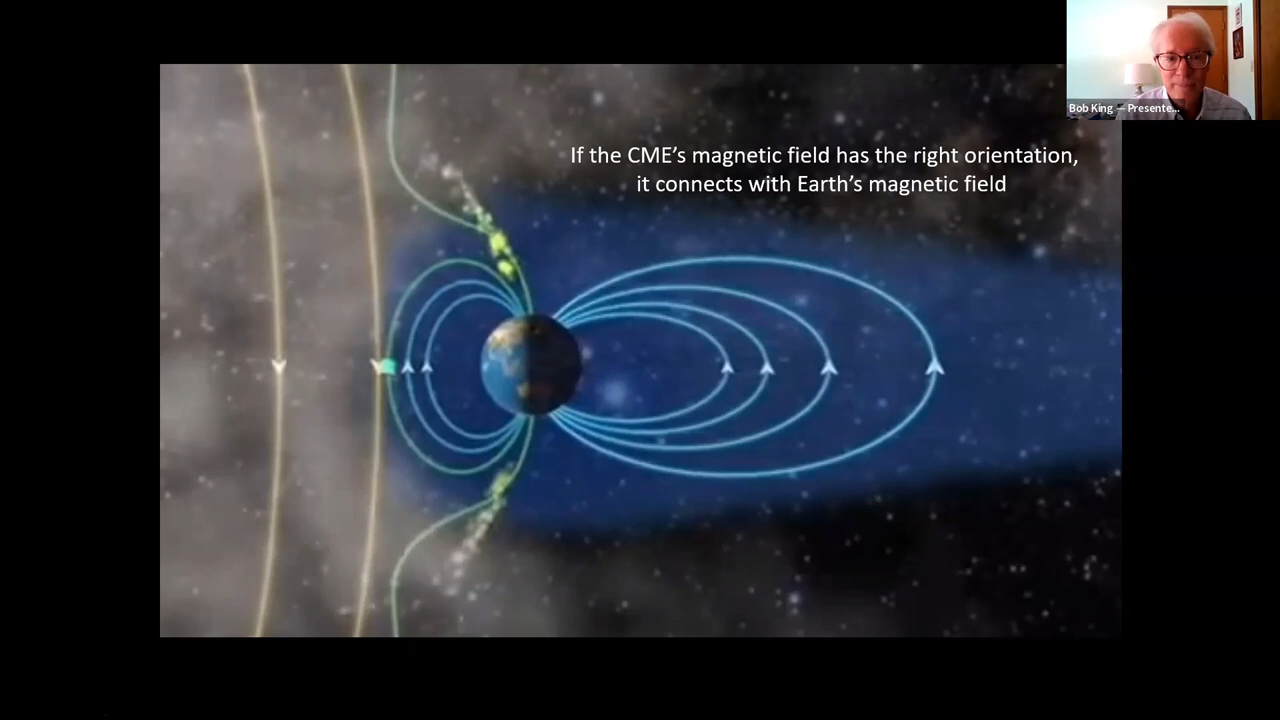 Bob King — Presente...
If the CME's magnetic field has the right orientation,
it connects with Earth's magnetic field